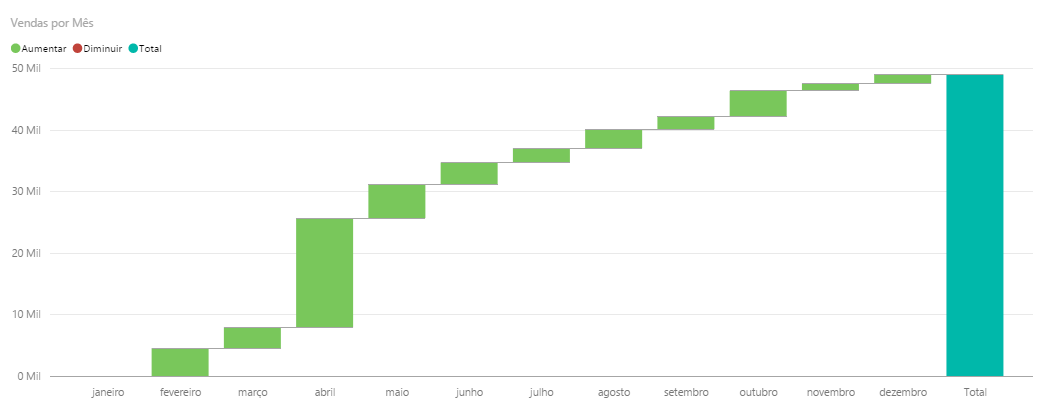 Vendas por Mês
Aumentar Diminuir Total
50 Mil
40 Mil
30 Mil
20 Mil
10 Mil
0 Mil
janeiro fevereiro março abril maio junho julho agosto setembro outubro novembro dezembro Total